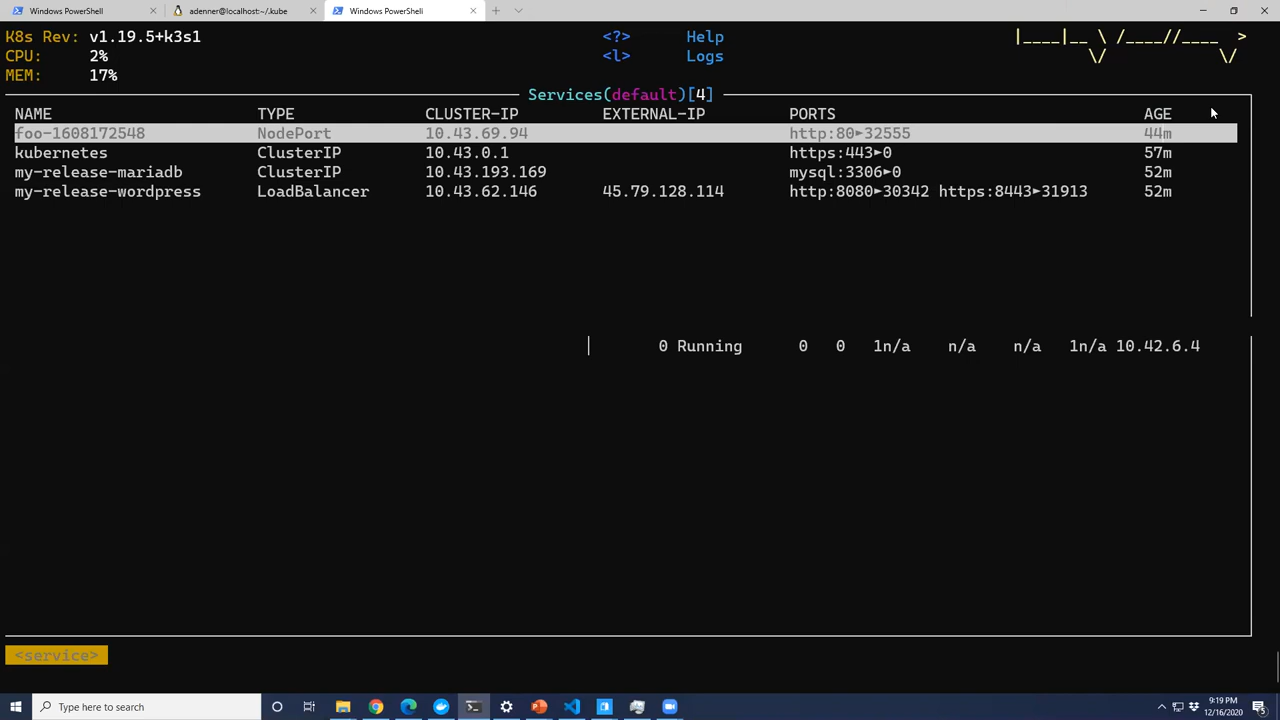 Windows PowerShell
adenner@localhost:~/.kube
Windows PowerShell
K8s Rev: v1.19.5+k3s1 <?> Help |____|__ \ /____//____ >
CPU: 2% <l> Logs \/ \/
MEM: 17%
Services(default)[4]
NAME TYPE CLUSTER-IP EXTERNAL-IP PORTS AGE
foo-1608172548 NodePort 10.43.69.94 http:80►32555 44m
kubernetes ClusterIP 10.43.0.1 https:443►0 57m
my-release-mariadb ClusterIP 10.43.193.169 mysql:3306►0 52m
my-release-wordpress LoadBalancer 10.43.62.146 45.79.128.114 http:8080►30342 https:8443►31913 52m
0 Running 0 0 1n/a n/a n/a 1n/a 10.42.6.4
<service>
Type here to search
9:19 PM
12/16/2020